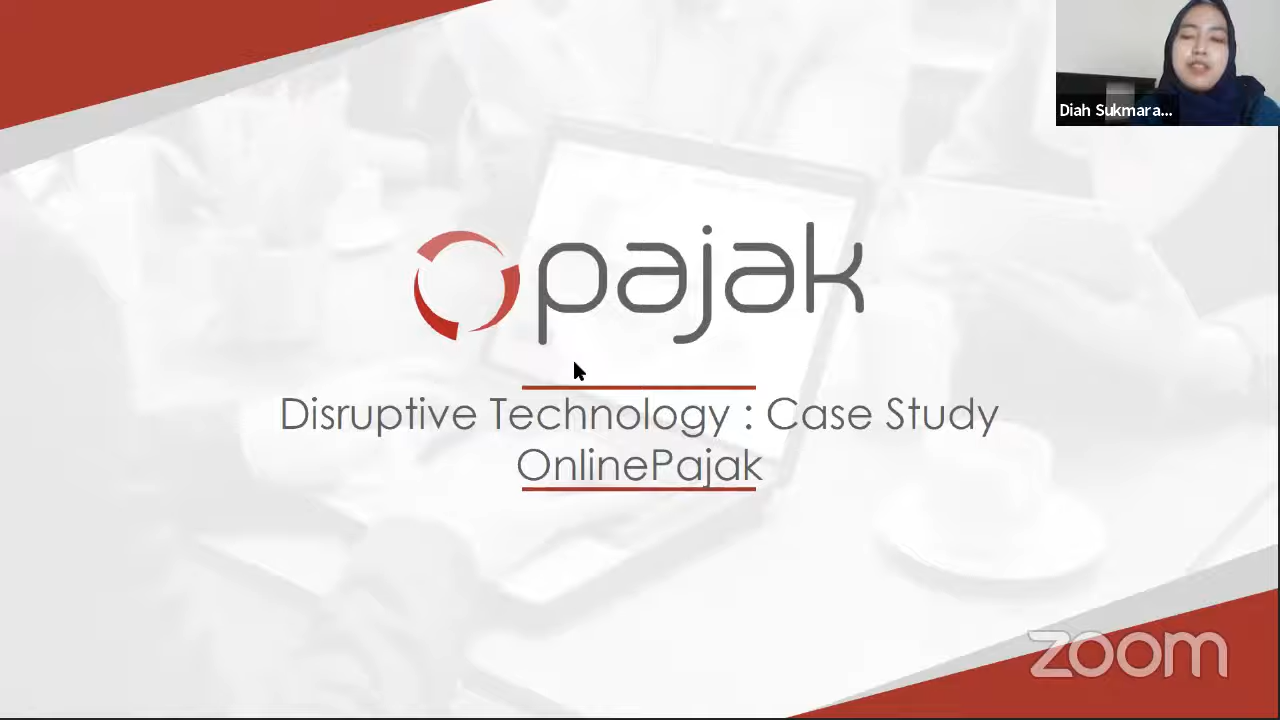 Diah Sukmara...
pajak
Disruptive Technology : Case Study
OnlinePajak
zoom